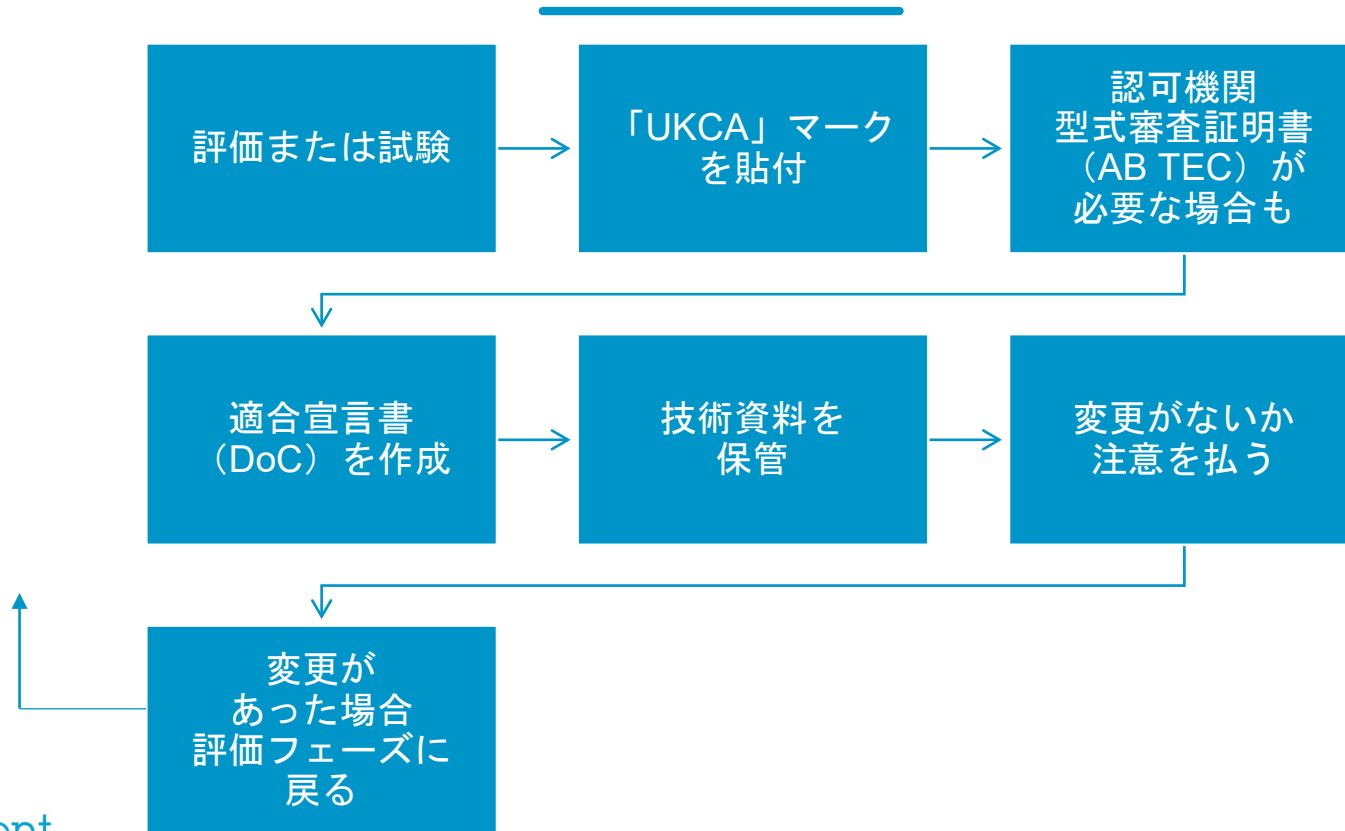 評価または試験
「UKCA」マーク
を貼付
認可機関
型式審査証明書
（AB TEC）が
必要な場合も
適合宣言書
（DoC）を作成
技術資料を
保管
変更がないか
注意を払う
変更が
あった場合
評価フェーズに
戻る